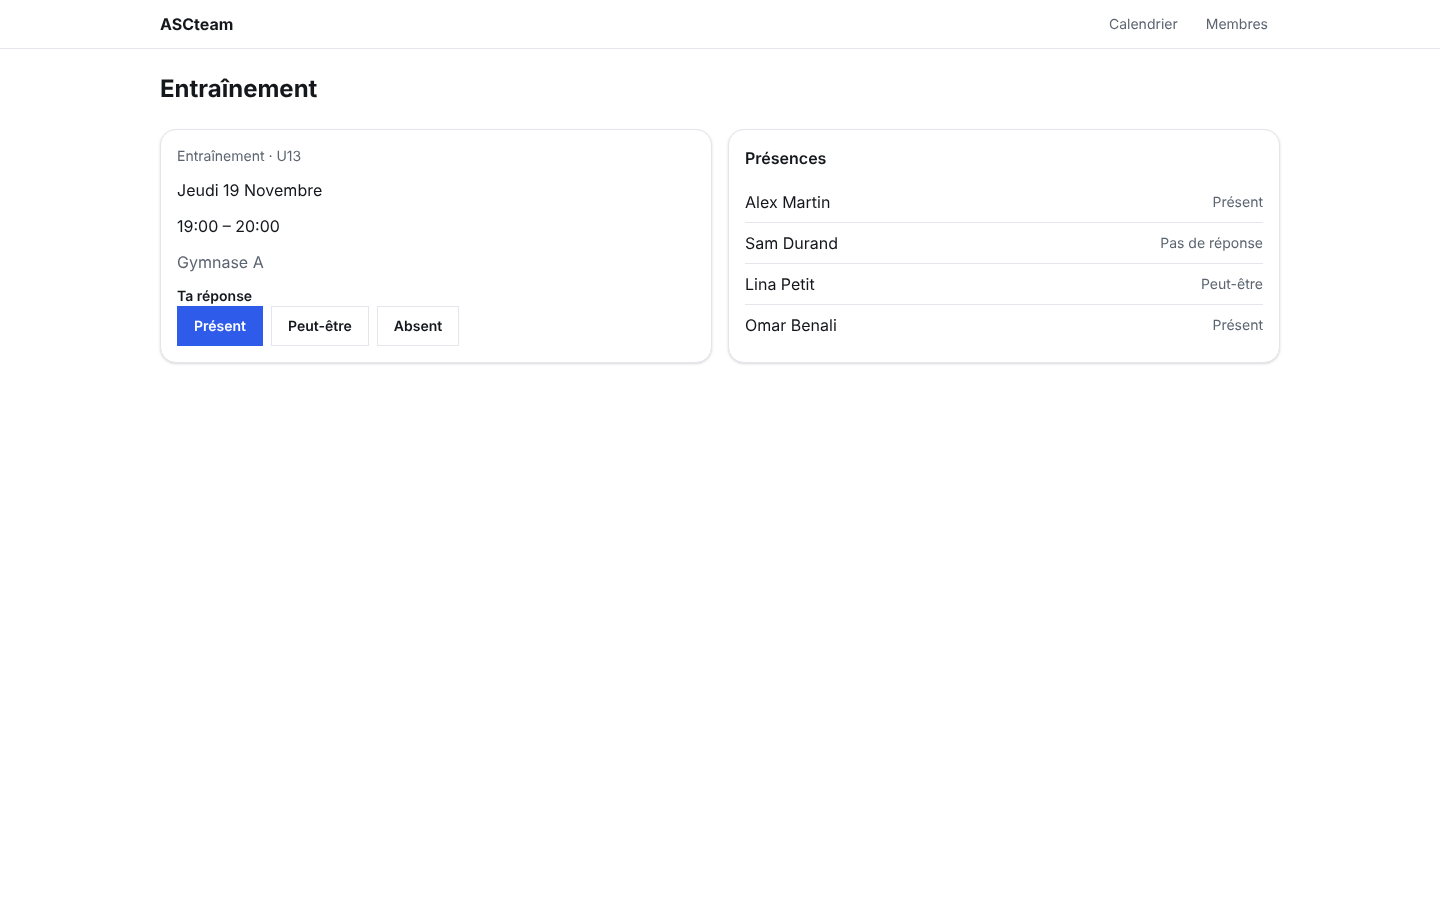 ASCteam
Calendrier
Membres
Entraînement
Entraînement · U13
Jeudi 19 Novembre
19:00 – 20:00
Gymnase A
Ta réponse
Présent
Peut-être
Absent
Présences
Alex Martin Présent
Sam Durand Pas de réponse
Lina Petit Peut-être
Omar Benali Présent